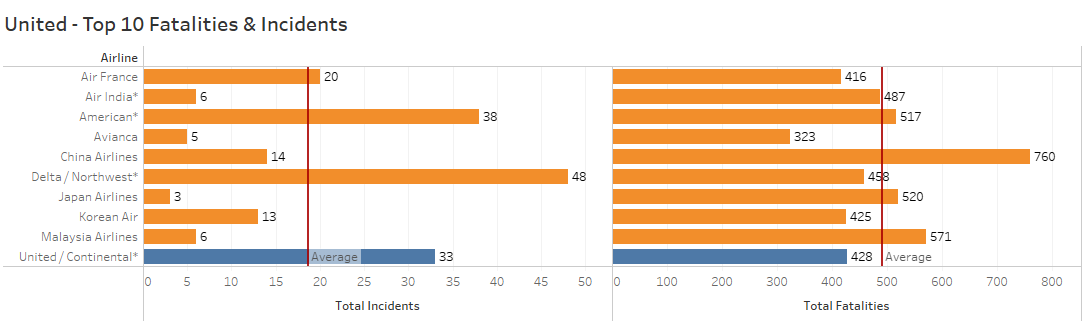 United - Top 10 Fatalities & Incidents
Airline
Air France 20 416
Air India* 6 487
American* 38 517
Avianca 5 323
China Airlines 14 760
Delta / Northwest* 48 458
Japan Airlines 3 520
Korean Air 13 425
Malaysia Airlines 6 571
United / Continental* Average 33 428 Average
0 5 10 15 20 25 30 35 40 45 50 0 100 200 300 400 500 600 700 800
Total Incidents Total Fatalities